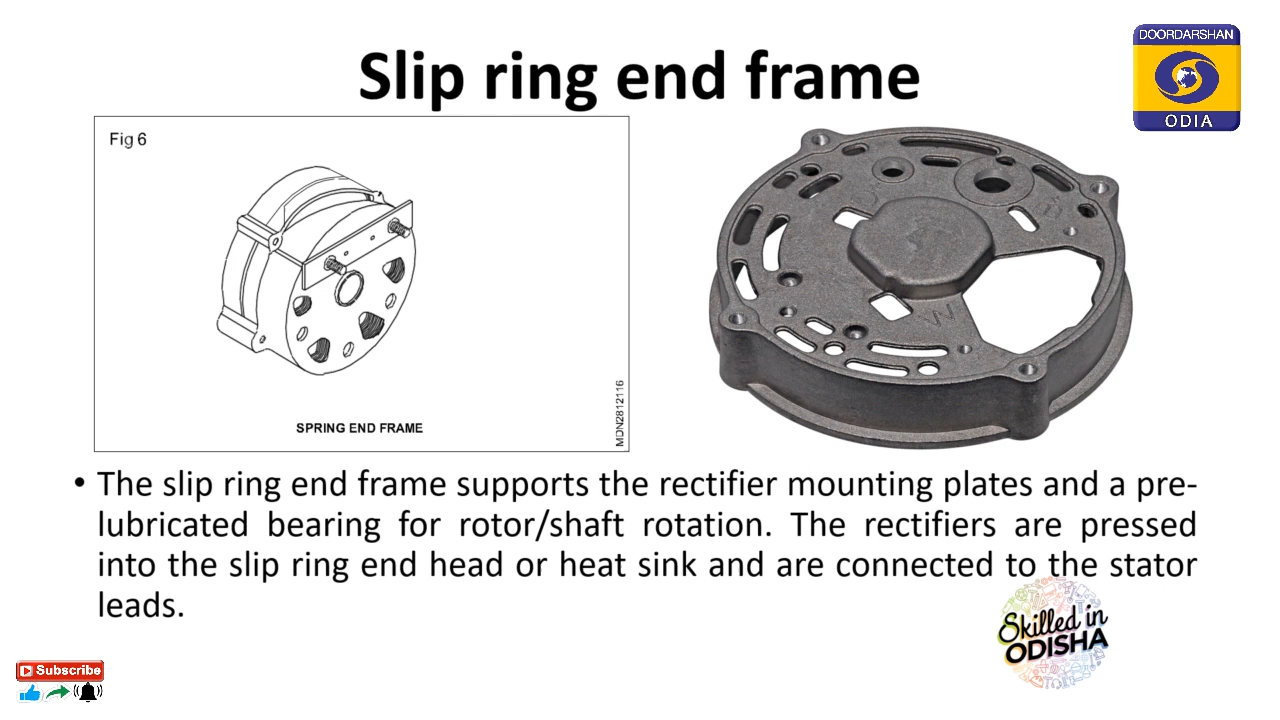 Slip ring end frame
DOORDARSHAN
ODIA
Fig 6
SPRING END FRAME
MDN2812116
• The slip ring end frame supports the rectifier mounting plates and a pre-
lubricated bearing for rotor/shaft rotation. The rectifiers are pressed
into the slip ring end head or heat sink and are connected to the stator
leads.
Skilled in
ODISHA
Subscribe